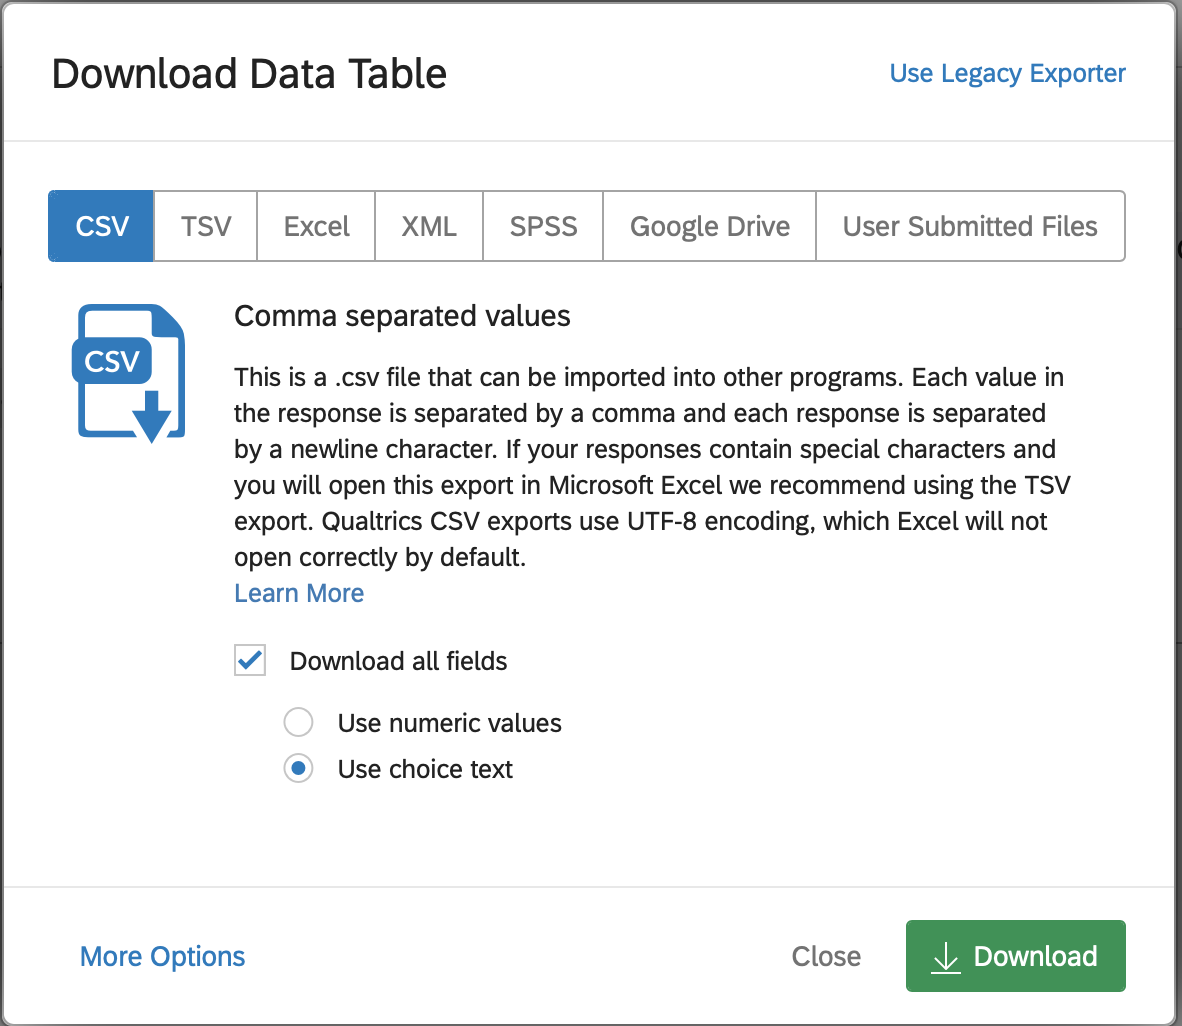 Download Data Table
Use Legacy Exporter
CSV
TSV
Excel
XML
SPSS
Google Drive
User Submitted Files
CSV
Comma separated values
This is a .csv file that can be imported into other programs. Each value in
the response is separated by a comma and each response is separated
by a newline character. If your responses contain special characters and
you will open this export in Microsoft Excel we recommend using the TSV
export. Qualtrics CSV exports use UTF-8 encoding, which Excel will not
open correctly by default.
Learn More
Download all fields
Use numeric values
Use choice text
More Options
Close
Download